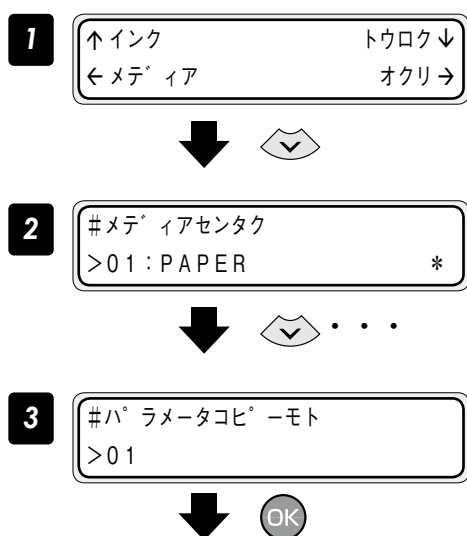 1
↑インク トウロク↓
←メディア オクリ→
2
#メディアセンタク
>01:PAPER *
・・・
3
#パラメータコピーモト
>01
OK